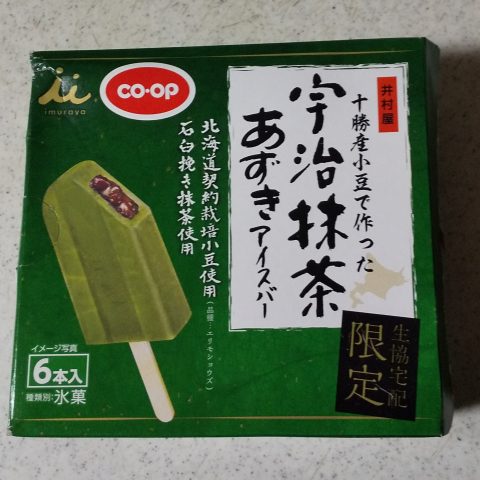 imuraya
CO・OP
井村屋
十勝産小豆で作った
宇治抹茶
あずきアイスバー
北海道契約栽培小豆使用
(品種:エリモショウズ)
石臼挽き抹茶使用
生協宅配
限定
イメージ写真
6本入
種類別:氷菓